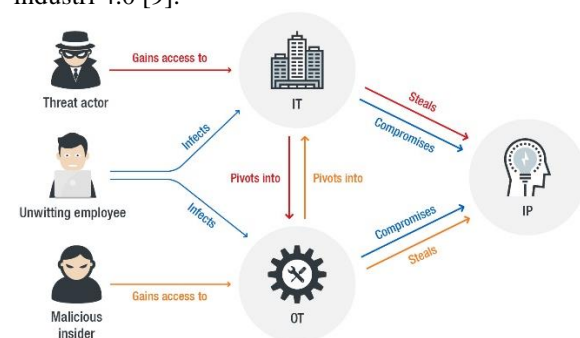 industri 4.0 [9].
Gains access to
Threat actor
IT
Steals
Compromises
Infects
Unwitting employee
Infects
Pivots into
Pivots into
IP
Compromises
Steals
Gains access to
Malicious
insider
OT